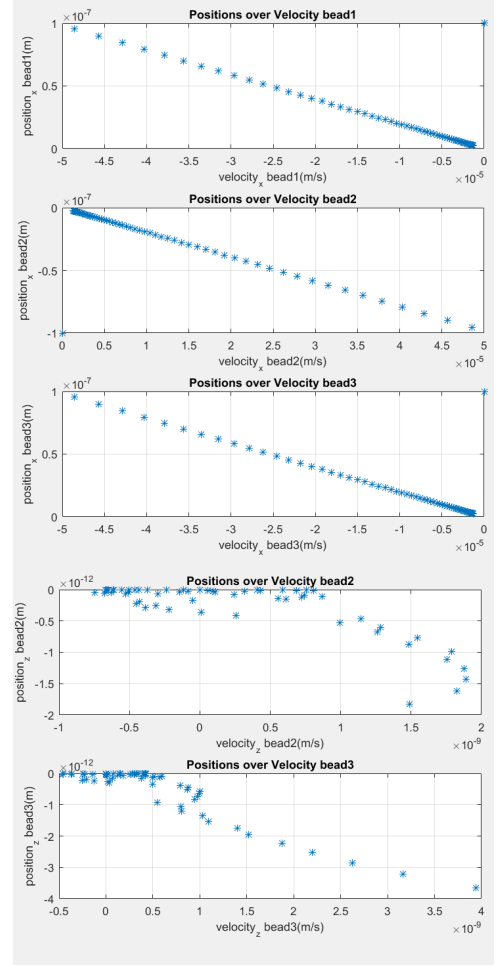 Positions over Velocity bead1
×10⁻⁷
1
0.5
0
position_x bead1(m)
-5 -4.5 -4 -3.5 -3 -2.5 -2 -1.5 -1 -0.5 0
velocity_x bead1(m/s)
×10⁻⁵
Positions over Velocity bead2
×10⁻⁷
0
-0.5
-1
position_x bead2(m)
0 0.5 1 1.5 2 2.5 3 3.5 4 4.5 5
velocity_x bead2(m/s)
×10⁻⁵
Positions over Velocity bead3
×10⁻⁷
1
0.5
0
position_x bead3(m)
-5 -4.5 -4 -3.5 -3 -2.5 -2 -1.5 -1 -0.5 0
velocity_x bead3(m/s)
×10⁻⁵
Positions over Velocity bead2
×10⁻¹²
0
-0.5
-1
-1.5
-2
position_z bead2(m)
-1 -0.5 0 0.5 1 1.5 2
velocity_z bead2(m/s)
×10⁻⁹
Positions over Velocity bead3
×10⁻¹²
0
-1
-2
-3
-4
position_z bead3(m)
-0.5 0 0.5 1 1.5 2 2.5 3 3.5 4
velocity_z bead3(m/s)
×10⁻⁹